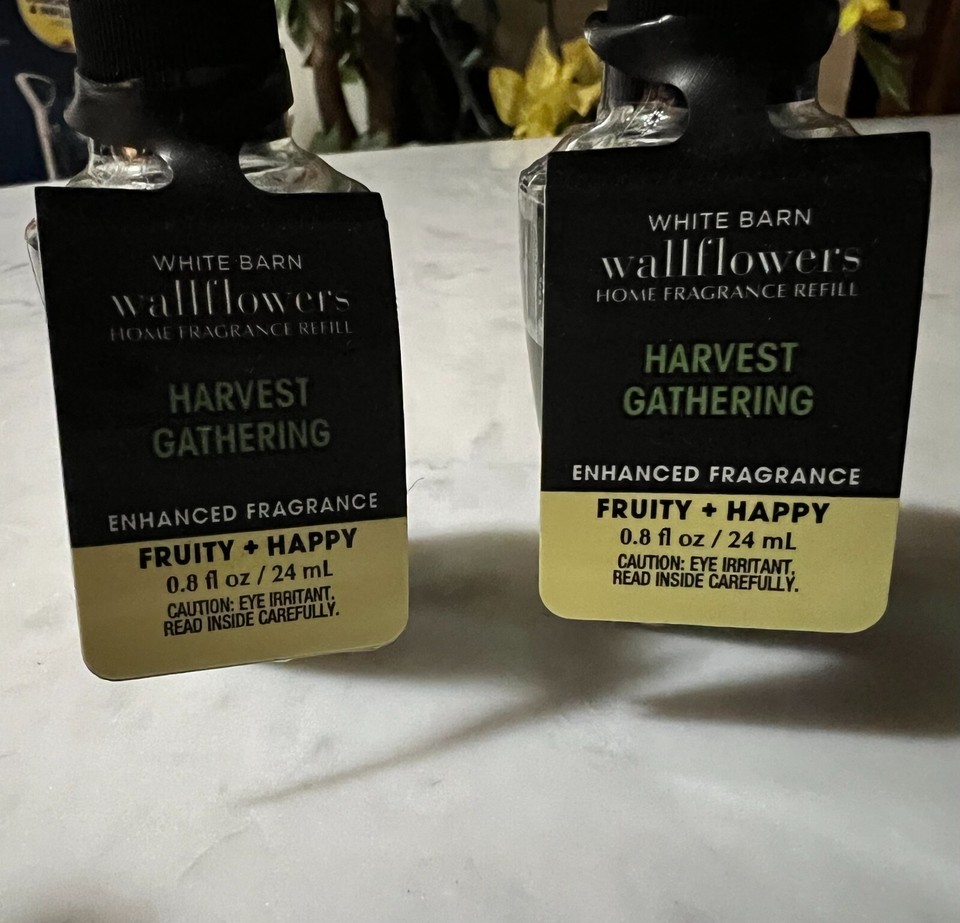 WHITE BARN
wallflowers
HOME FRAGRANCE REFILL
HARVEST
GATHERING
ENHANCED FRAGRANCE
FRUITY + HAPPY
0.8 fl oz / 24 mL
CAUTION: EYE IRRITANT,
READ INSIDE CAREFULLY.
WHITE BARN
wallflowers
HOME FRAGRANCE REFILL
HARVEST
GATHERING
ENHANCED FRAGRANCE
FRUITY + HAPPY
0.8 fl oz / 24 mL
CAUTION: EYE IRRITANT,
READ INSIDE CAREFULLY.